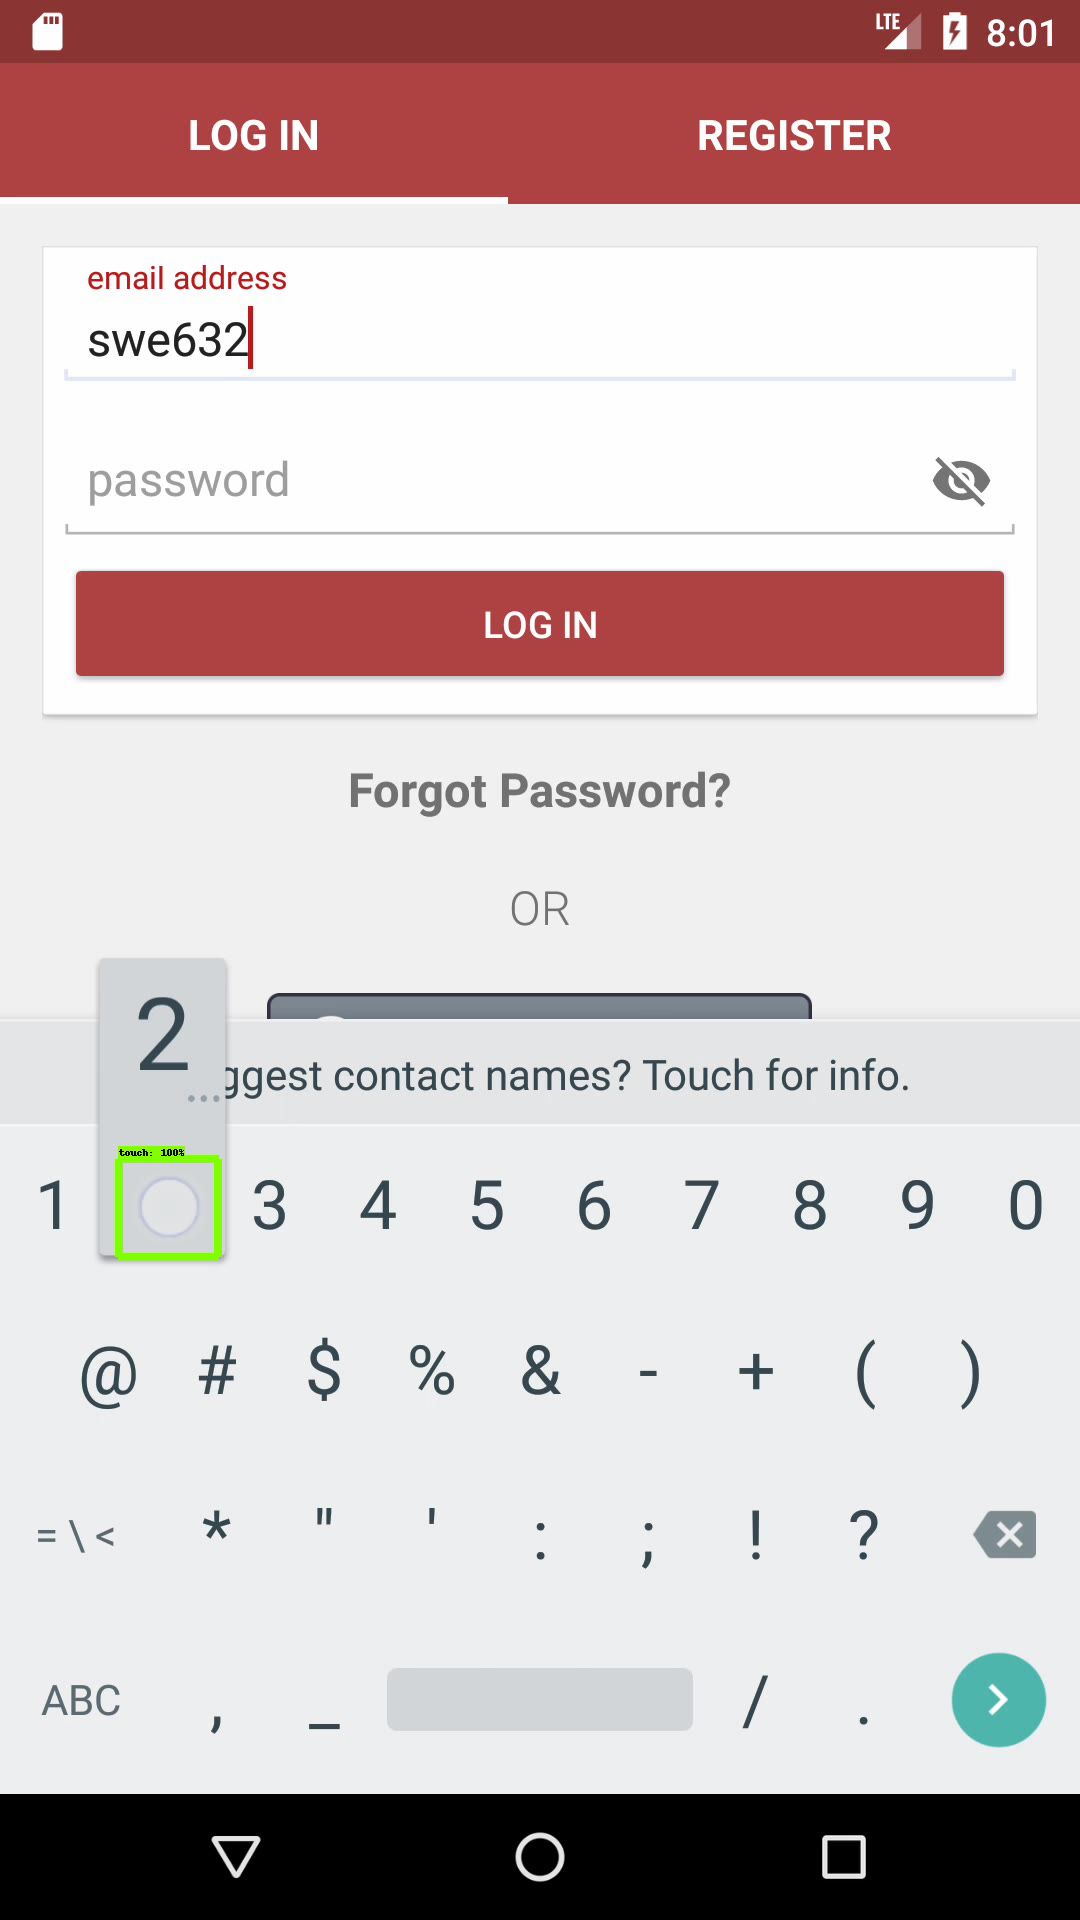 LTE 8:01
LOG IN REGISTER
email address
swe632
password
LOG IN
Forgot Password?
OR
2
ggest contact names? Touch for info.
touch: 100%
1 3 4 5 6 7 8 9 0
@ # $ % & - + ( )
= \ < * " ' : ; ! ?
ABC , _ / .